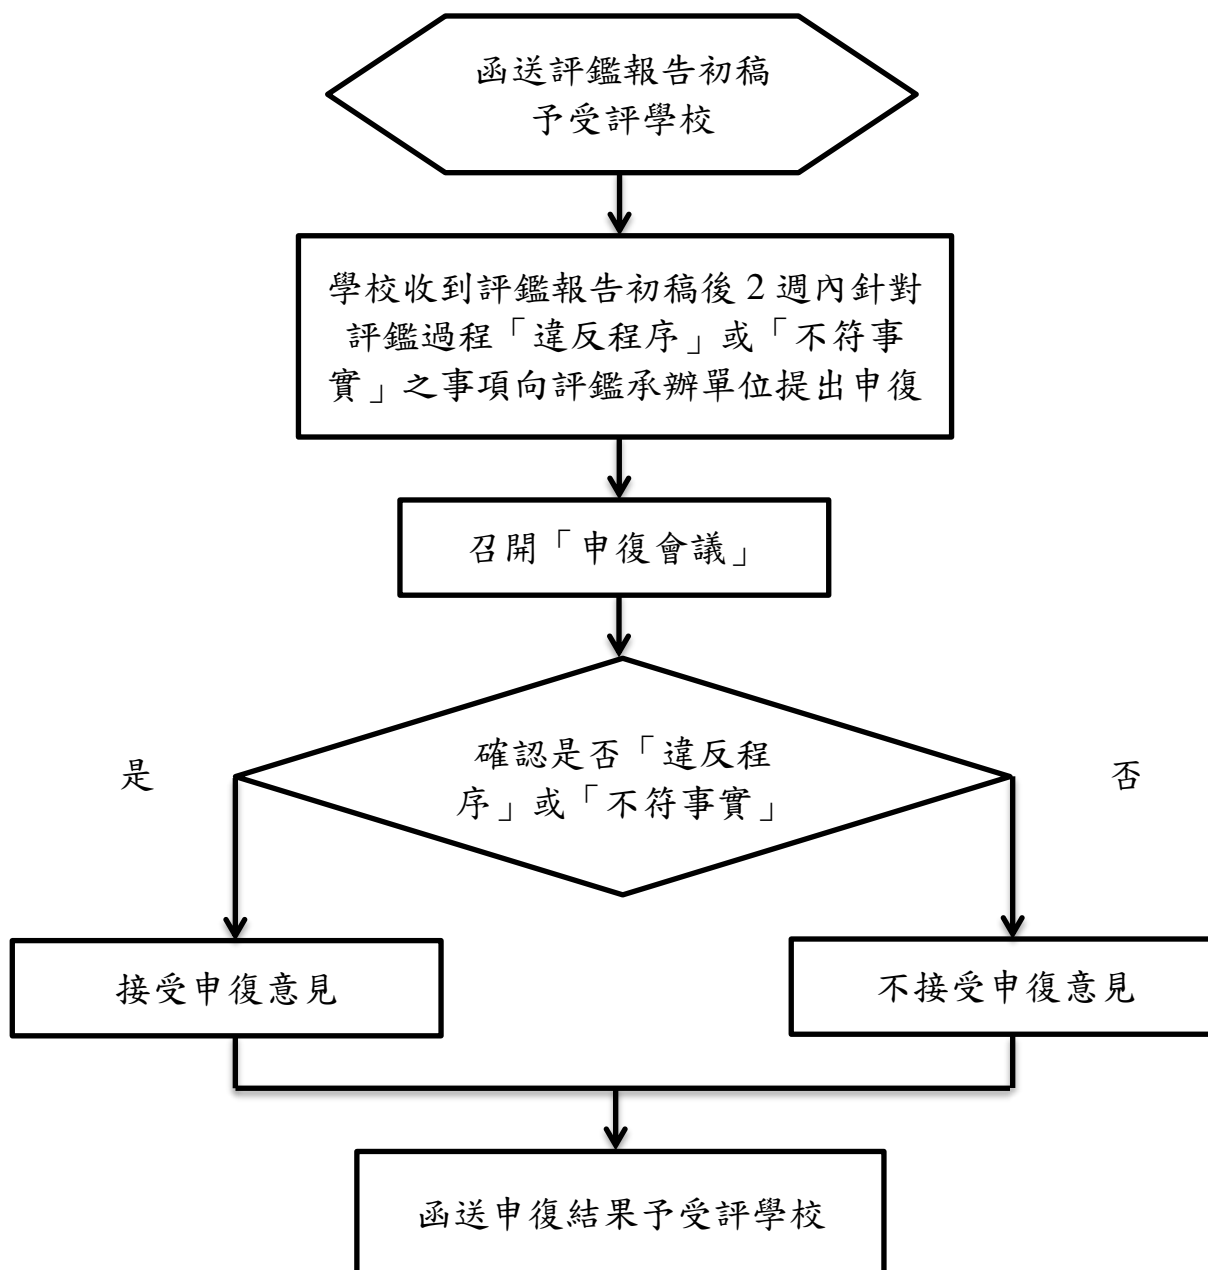 函送評鑑報告初稿
予受評學校
學校收到評鑑報告初稿後 2 週內針對
評鑑過程「違反程序」或「不符事
實」之事項向評鑑承辦單位提出申復
召開「申復會議」
確認是否「違反程
序」或「不符事實」
是
否
接受申復意見
不接受申復意見
函送申復結果予受評學校